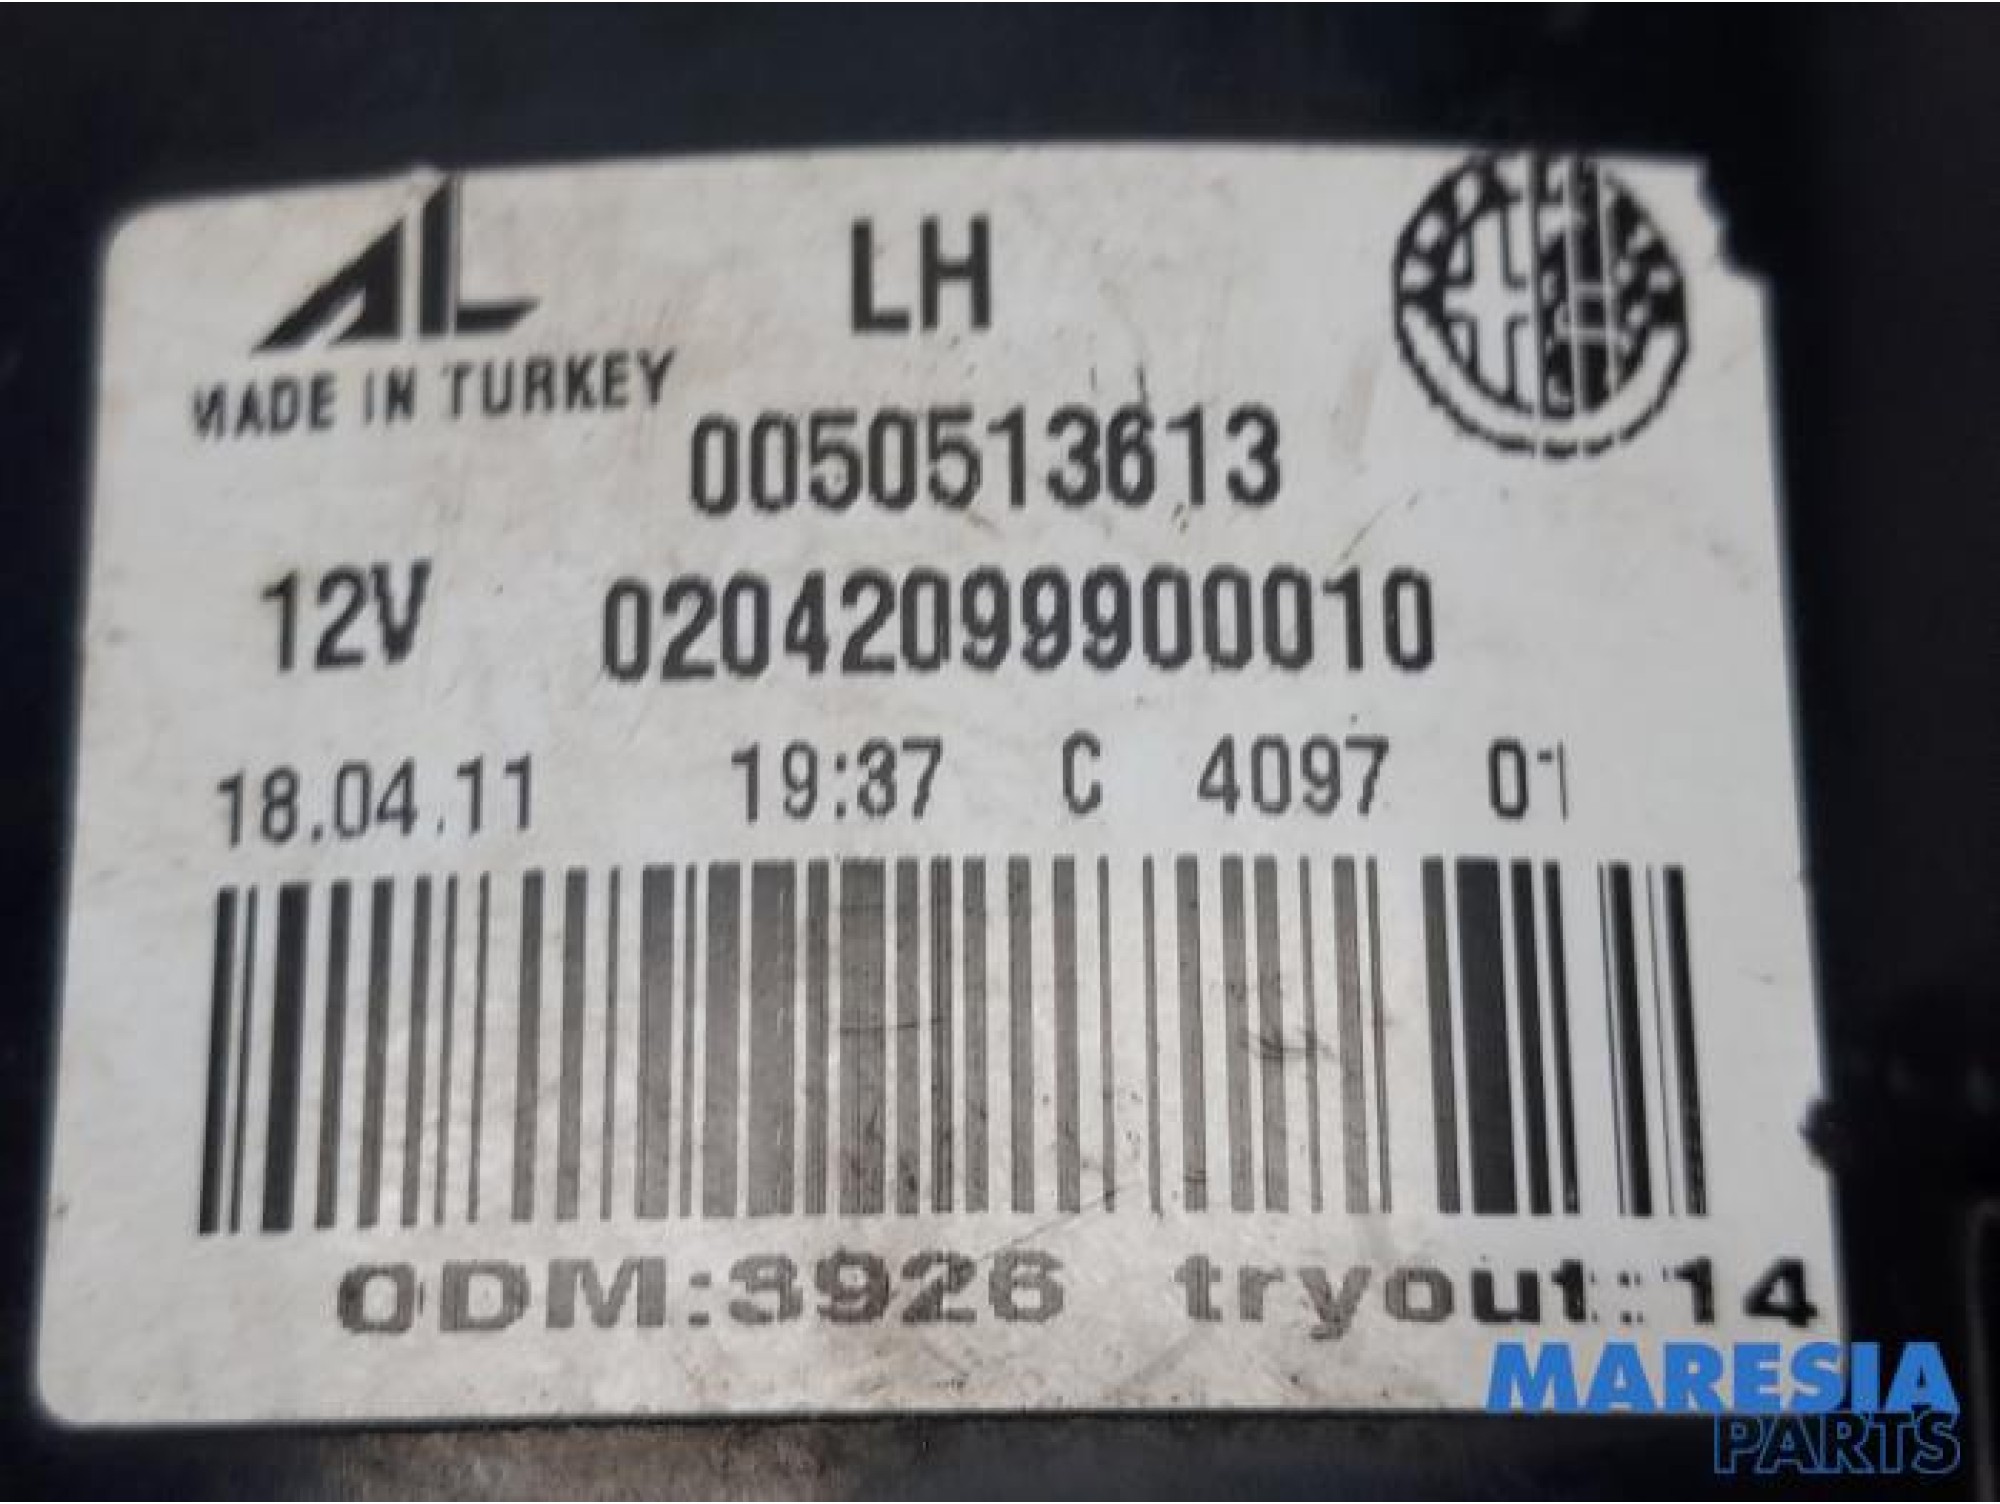 AL LH
MADE IN TURKEY
0050513613
12V 02042099900010
18.04.11 19:37 C 4097 01
ODM:3926 tryout:14
MARESIA
PARTS